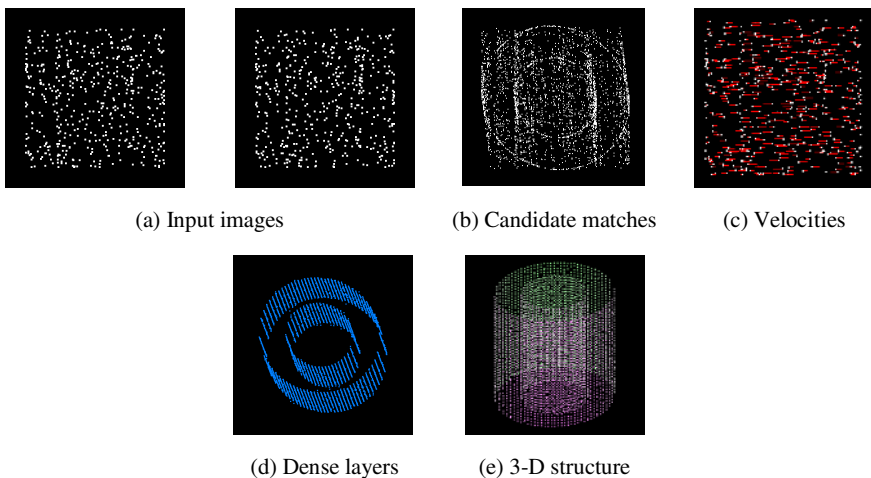 (a) Input images
(b) Candidate matches
(c) Velocities
(d) Dense layers
(e) 3-D structure